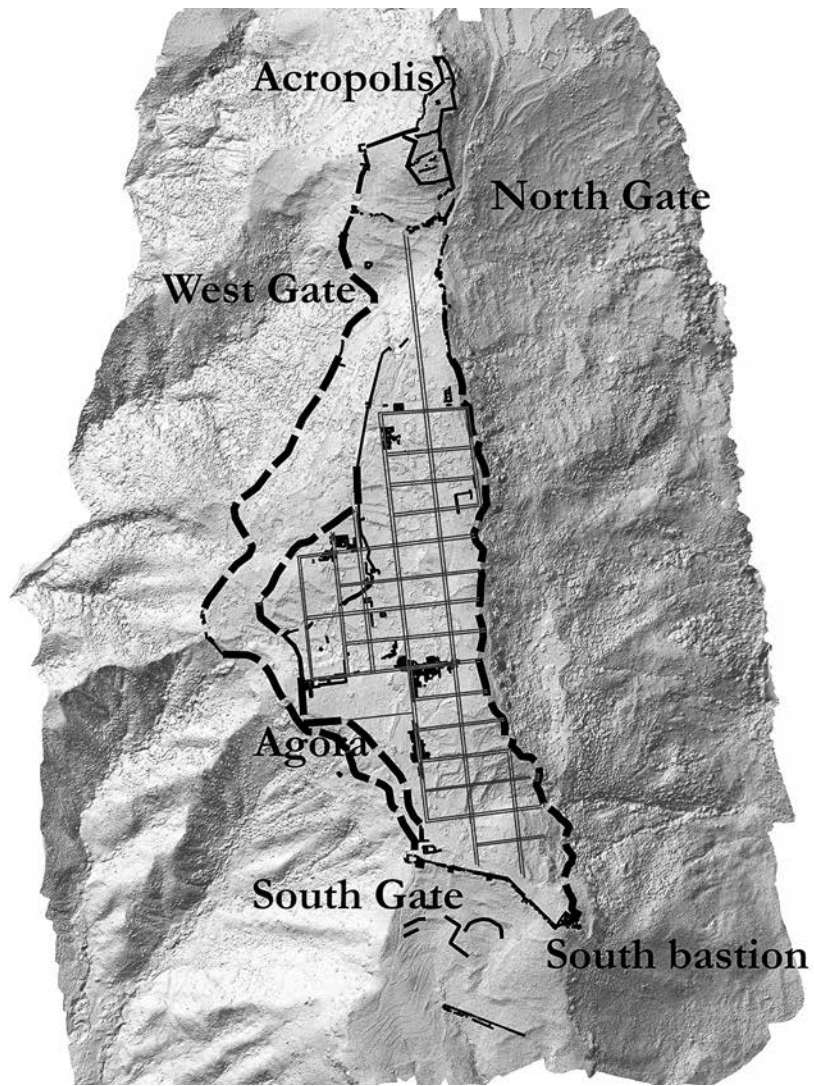 Acropolis
North Gate
West Gate
Agora
South Gate
South bastion